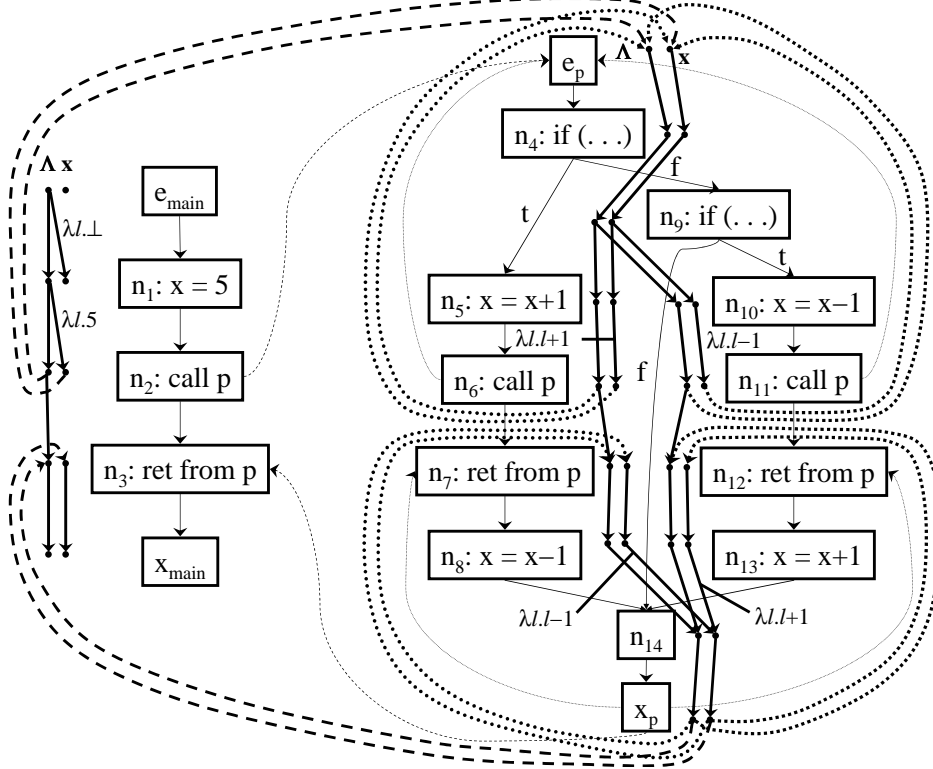 Λ x
e_p
n_4: if (. . .)
Λ x
e_main
f
n_9: if (. . .)
λl.⊥
t
t
n_1: x = 5
n_5: x = x+1
n_10: x = x−1
λl.5
λl.l+1
λl.l−1
n_2: call p
n_6: call p
f
n_11: call p
n_3: ret from p
n_7: ret from p
n_12: ret from p
x_main
n_8: x = x−1
n_13: x = x+1
λl.l−1
λl.l+1
n_14
x_p